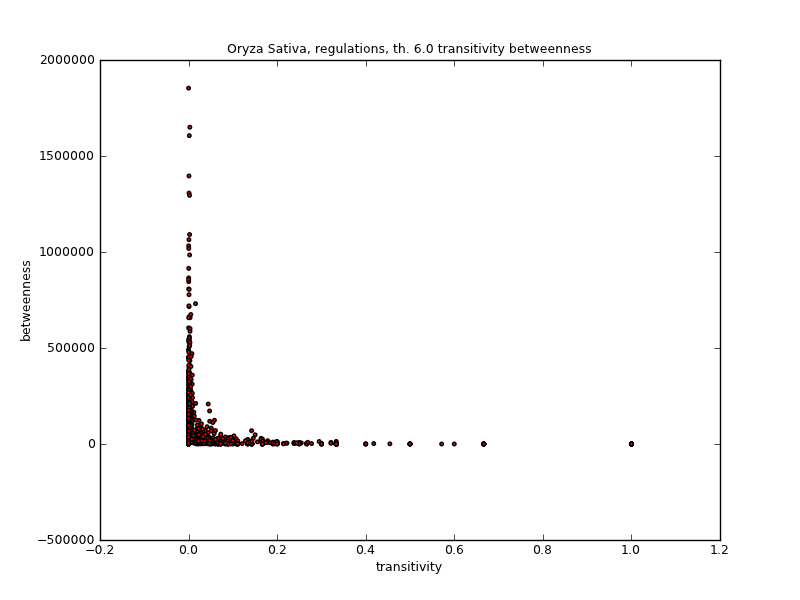 Oryza Sativa, regulations, th. 6.0 transitivity betweenness
2000000
1500000
1000000
500000
0
−500000
betweenness
−0.2 0.0 0.2 0.4 0.6 0.8 1.0 1.2
transitivity